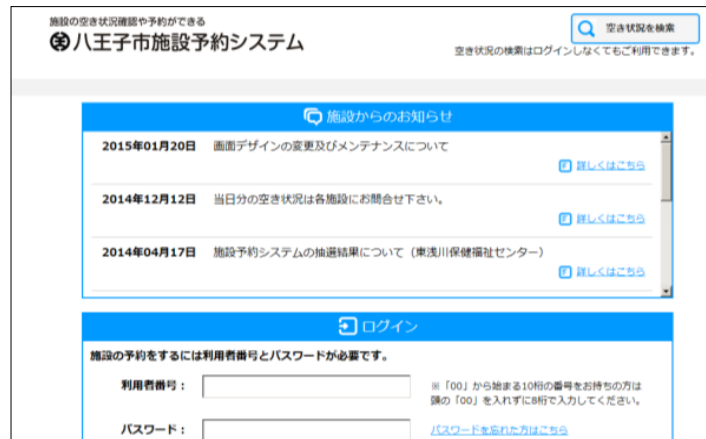 施設の空き状況確認や予約ができる
八王子市施設予約システム
空き状況を検索
空き状況の検索はログインしなくてもご利用できます。
施設からのお知らせ
2015年01月20日 画面デザインの変更及びメンテナンスについて
詳しくはこちら
2014年12月12日 当日分の空き状況は各施設にお問合せ下さい。
詳しくはこちら
2014年04月17日 施設予約システムの抽選結果について（東浅川保健福祉センター）
詳しくはこちら
ログイン
施設の予約をするには利用者番号とパスワードが必要です。
利用者番号： ※「00」から始まる10桁の番号をお持ちの方は
頭の「00」を入れずに8桁で入力してください。
パスワード： パスワードを忘れた方はこちら